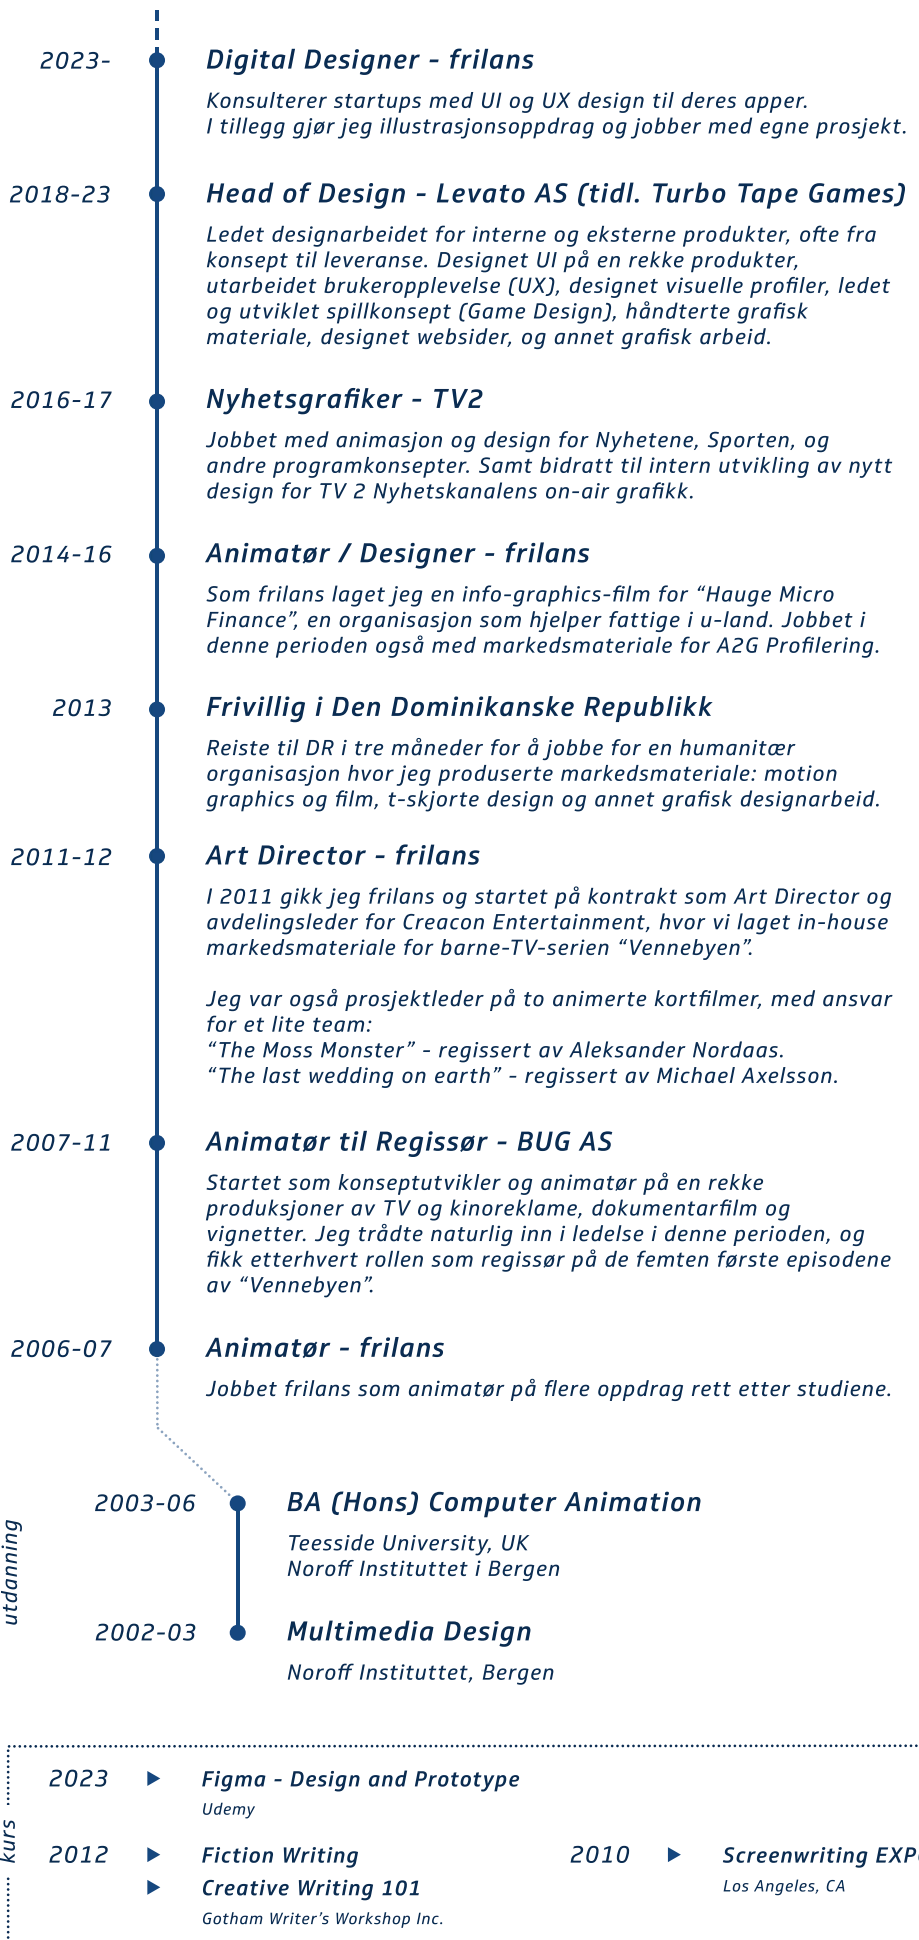 2023-
Digital Designer - frilans
Konsulterer startups med UI og UX design til deres apper.
I tillegg gjør jeg illustrasjonsoppdrag og jobber med egne prosjekt.
2018-23
Head of Design - Levato AS (tidl. Turbo Tape Games)
Ledet designarbeidet for interne og eksterne produkter, ofte fra
konsept til leveranse. Designet UI på en rekke produkter,
utarbeidet brukeropplevelse (UX), designet visuelle profiler, ledet
og utviklet spillkonsept (Game Design), håndterte grafisk
materiale, designet websider, og annet grafisk arbeid.
2016-17
Nyhetsgrafiker - TV2
Jobbet med animasjon og design for Nyhetene, Sporten, og
andre programkonsepter. Samt bidratt til intern utvikling av nytt
design for TV 2 Nyhetskanalens on-air grafikk.
2014-16
Animatør / Designer - frilans
Som frilans laget jeg en info-graphics-film for “Hauge Micro
Finance”, en organisasjon som hjelper fattige i u-land. Jobbet i
denne perioden også med markedsmateriale for A2G Profilering.
2013
Frivillig i Den Dominikanske Republikk
Reiste til DR i tre måneder for å jobbe for en humanitær
organisasjon hvor jeg produserte markedsmateriale: motion
graphics og film, t-skjorte design og annet grafisk designarbeid.
2011-12
Art Director - frilans
I 2011 gikk jeg frilans og startet på kontrakt som Art Director og
avdelingsleder for Creacon Entertainment, hvor vi laget in-house
markedsmateriale for barne-TV-serien “Vennebyen”.
Jeg var også prosjektleder på to animerte kortfilmer, med ansvar
for et lite team:
“The Moss Monster” - regissert av Aleksander Nordaas.
“The last wedding on earth” - regissert av Michael Axelsson.
2007-11
Animatør til Regissør - BUG AS
Startet som konseptutvikler og animatør på en rekke
produksjoner av TV og kinoreklame, dokumentarfilm og
vignetter. Jeg trådte naturlig inn i ledelse i denne perioden, og
fikk etterhvert rollen som regissør på de femten første episodene
av “Vennebyen”.
2006-07
Animatør - frilans
Jobbet frilans som animatør på flere oppdrag rett etter studiene.
utdanning
2003-06
BA (Hons) Computer Animation
Teesside University, UK
Noroff Instituttet i Bergen
2002-03
Multimedia Design
Noroff Instituttet, Bergen
kurs
2023
Figma - Design and Prototype
Udemy
2012
Fiction Writing
Creative Writing 101
Gotham Writer’s Workshop Inc.
2010
Screenwriting EXP
Los Angeles, CA